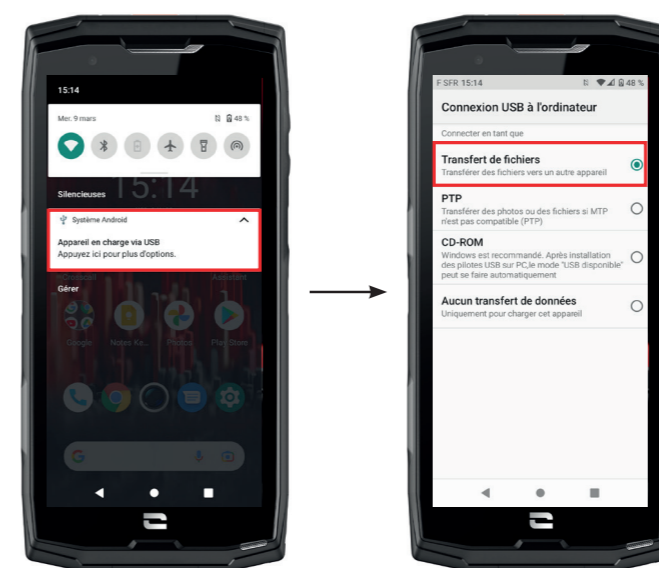 15:14
Mer. 9 mars
48 %
15:14
Silencieuses
Système Android
Appareil en charge via USB
Appuyez ici pour plus d'options.
Gérer
Google
Notes Ke...
Photos
Play Store
F SFR 15:14
48 %
Connexion USB à l'ordinateur
Connecter en tant que
Transfert de fichiers
Transférer des fichiers vers un autre appareil
PTP
Transférer des photos ou des fichiers si MTP
n'est pas compatible (PTP)
CD-ROM
Windows est recommandé. Après installation
des pilotes USB sur PC,le mode "USB disponible"
peut se faire automatiquement
Aucun transfert de données
Uniquement pour charger cet appareil